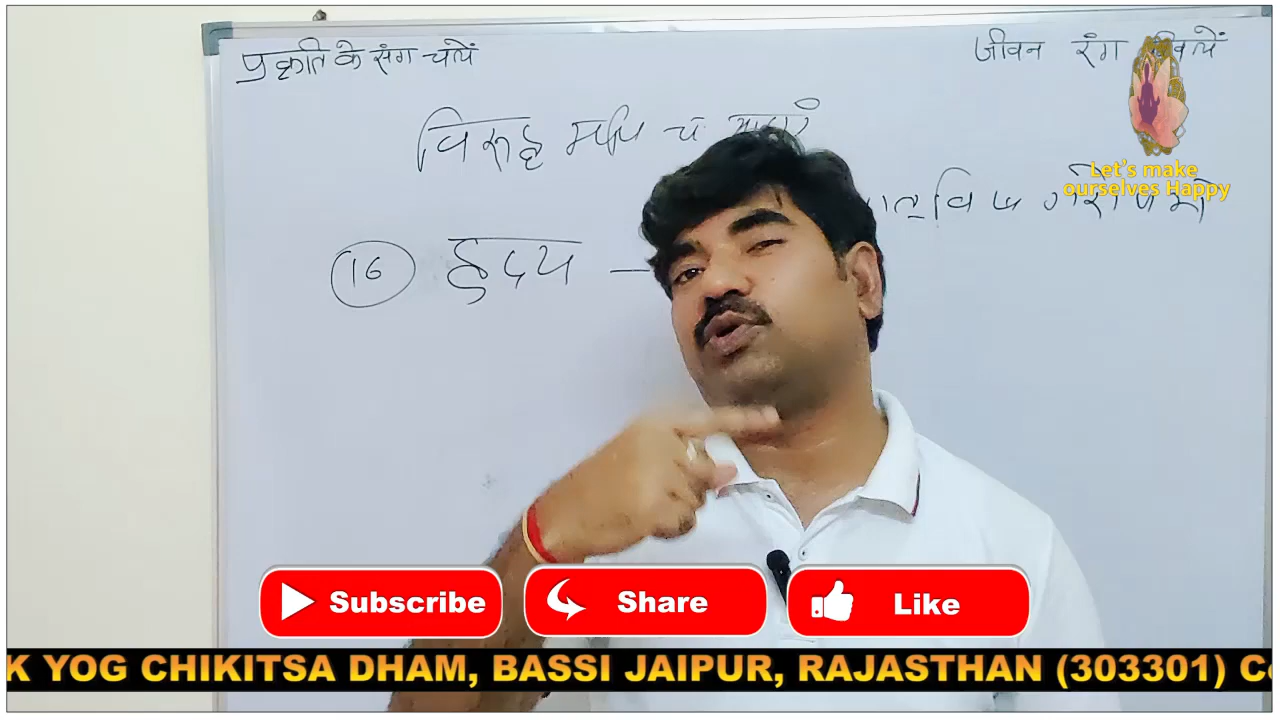 प्रकृति के संग चलें
जीवन रंग
Let's make
ourselves Happy
विरुद्ध मपि च
16 हृदय –
Subscribe
Share
Like
K YOG CHIKITSA DHAM, BASSI JAIPUR, RAJASTHAN (303301)